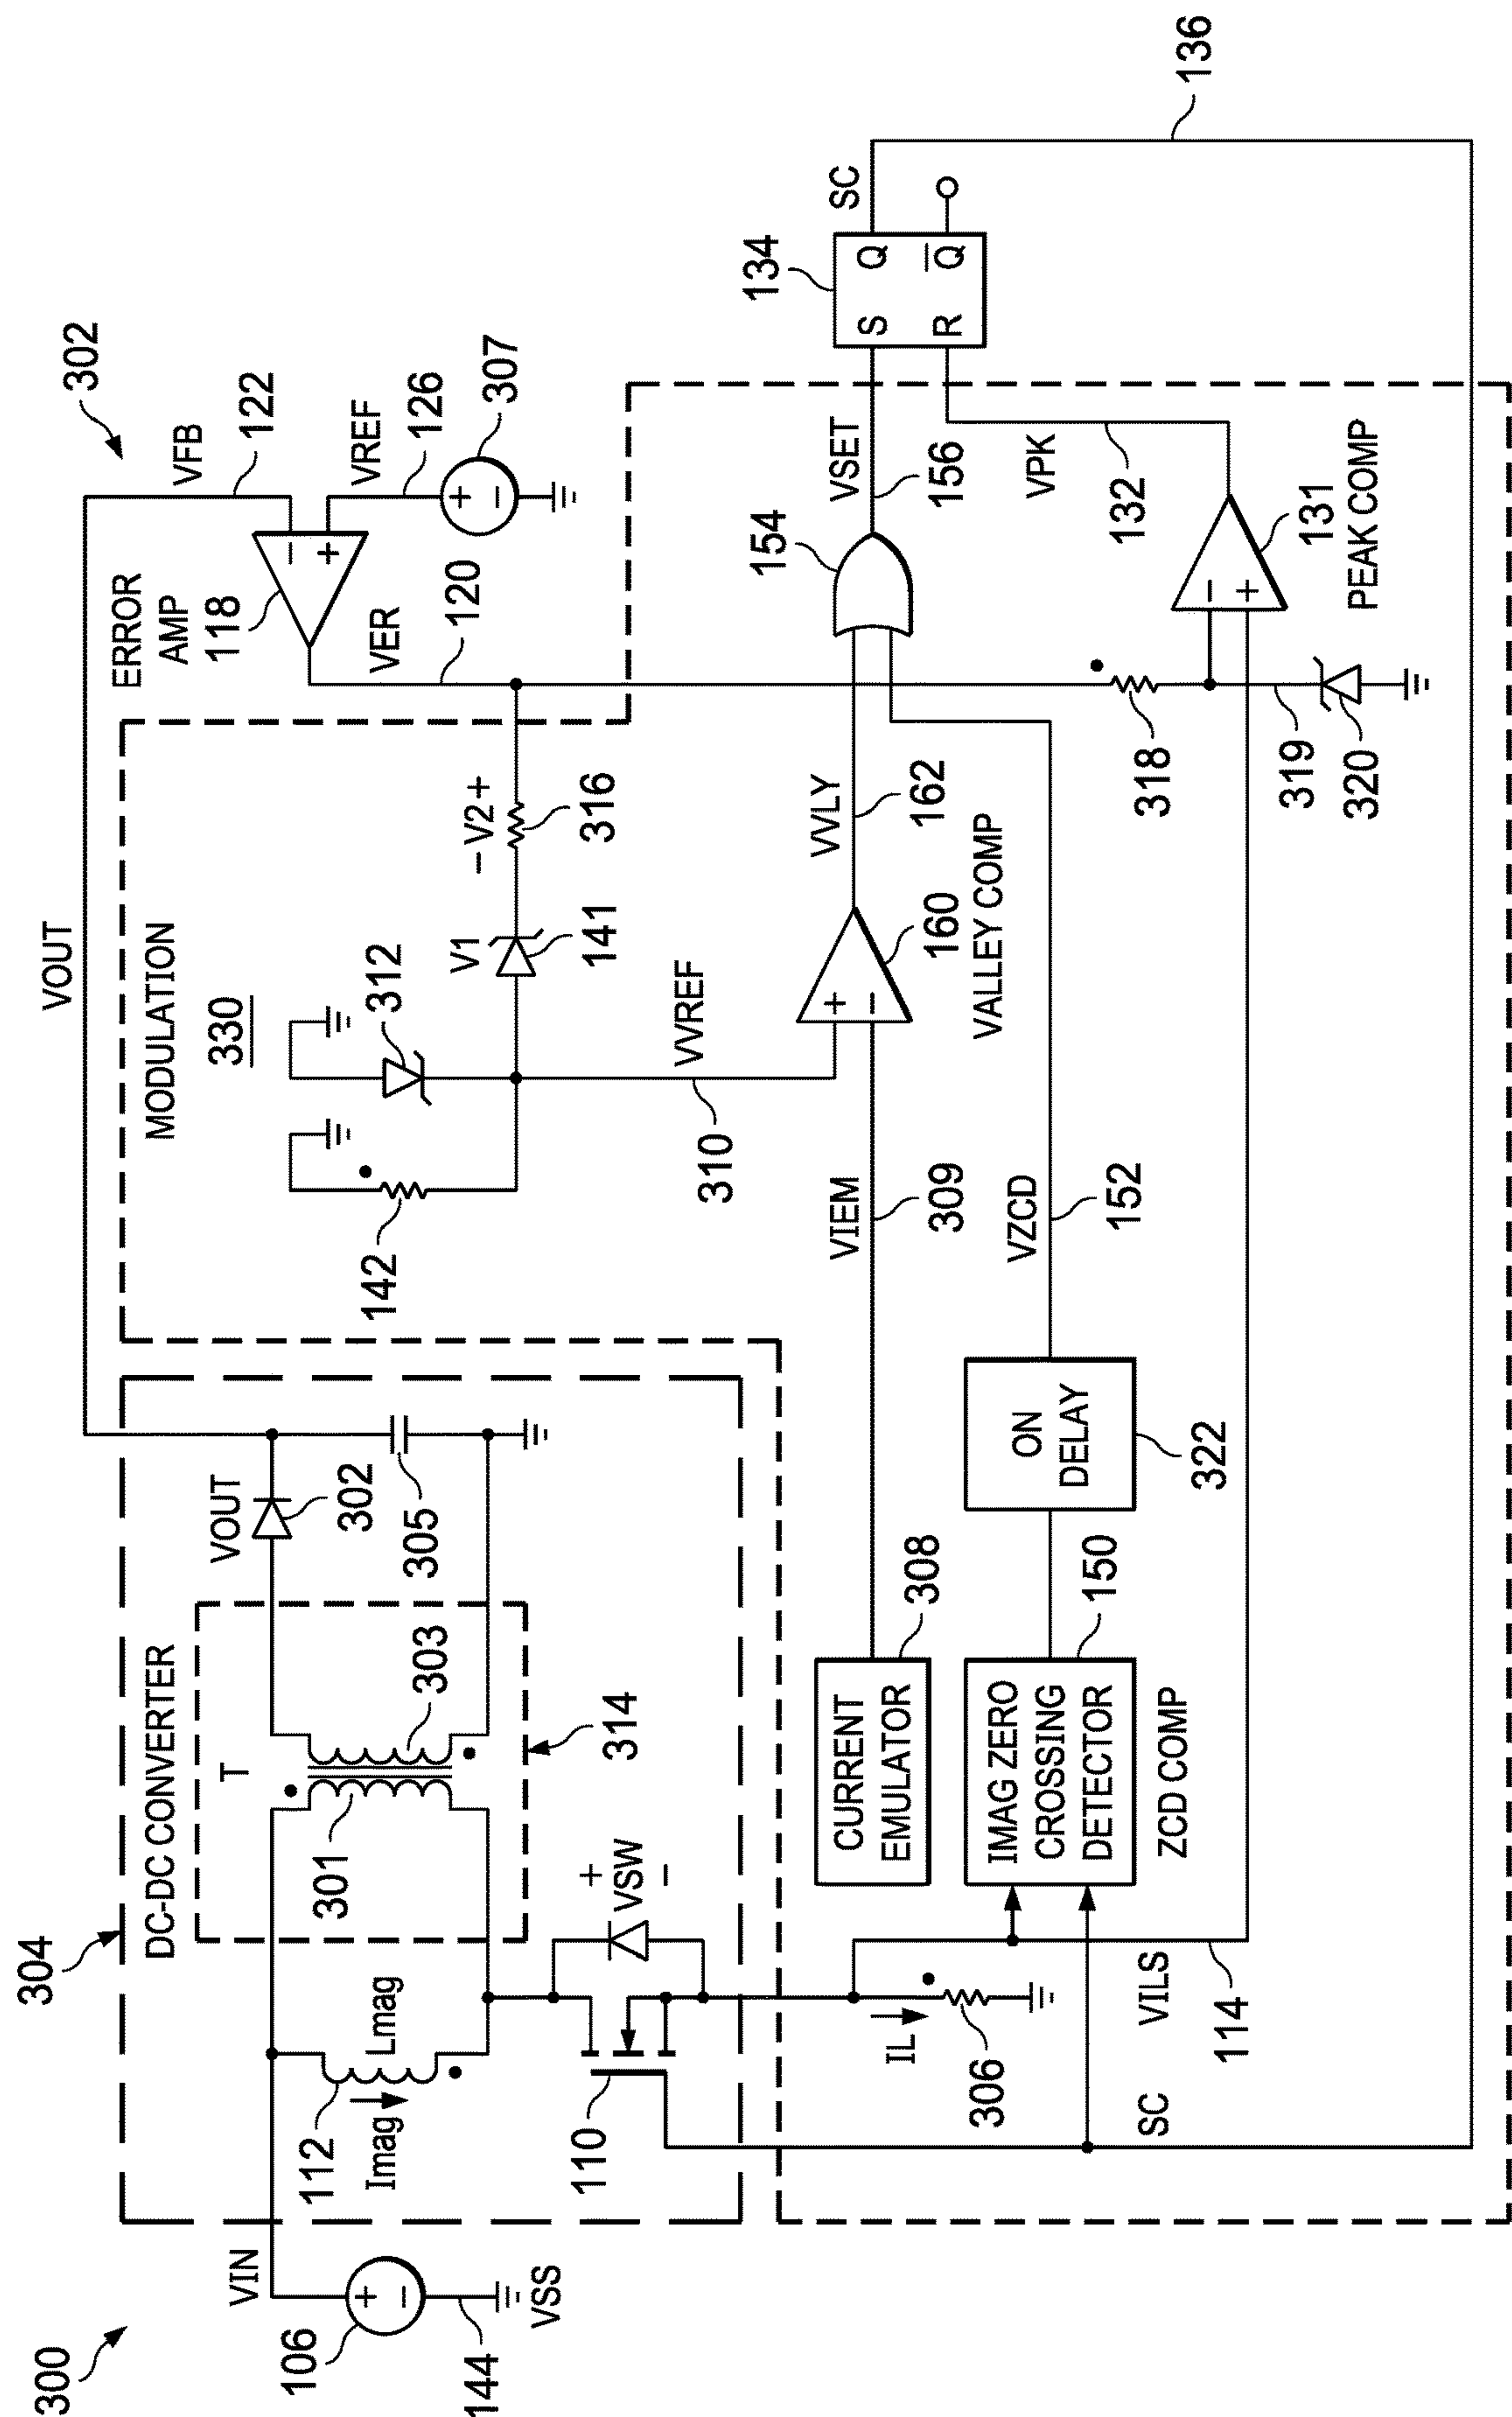 300
304
DC-DC CONVERTER
VIN
106
+
−
144
VSS
112
Imag
Lmag
T
301
303
314
VOUT
302
305
110
+
VSW
−
VOUT
MODULATION
330
142
312
V1
141
− V2 +
316
VVREF
310
ERROR
AMP
118
VER
120
−
+
VFB
122
302
VREF
126
+
−
307
CURRENT
EMULATOR
308
VIEM
309
+
−
160
VALLEY COMP
VVLY
162
154
VSET
156
134
S
Q
R
Q
SC
136
IMAG ZERO
CROSSING
DETECTOR
150
ZCD COMP
ON
DELAY
322
VZCD
152
IL
306
VILS
114
SC
318
319
320
−
+
131
PEAK COMP
VPK
132